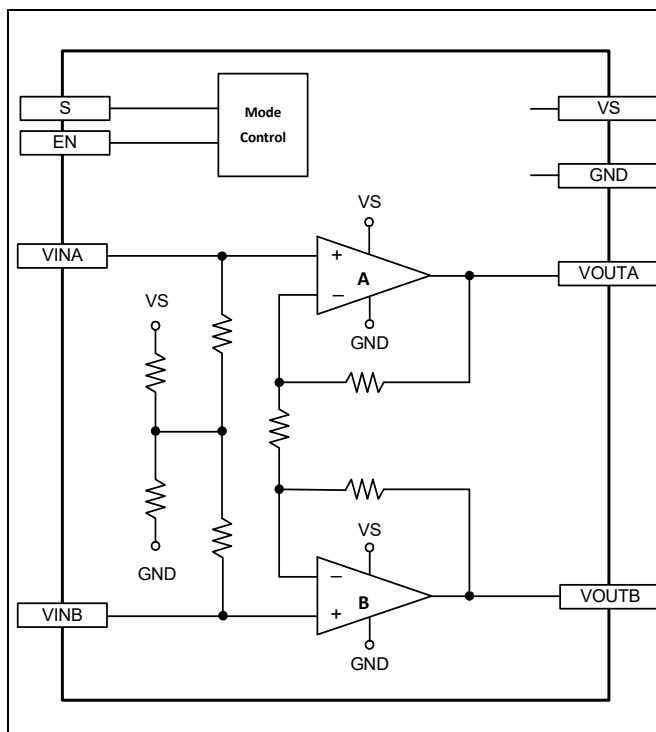 S
EN
Mode
Control
VS
GND
VINA
VS
+
A
−
GND
VOUTA
VS
GND
VS
−
B
+
GND
VINB
VOUTB